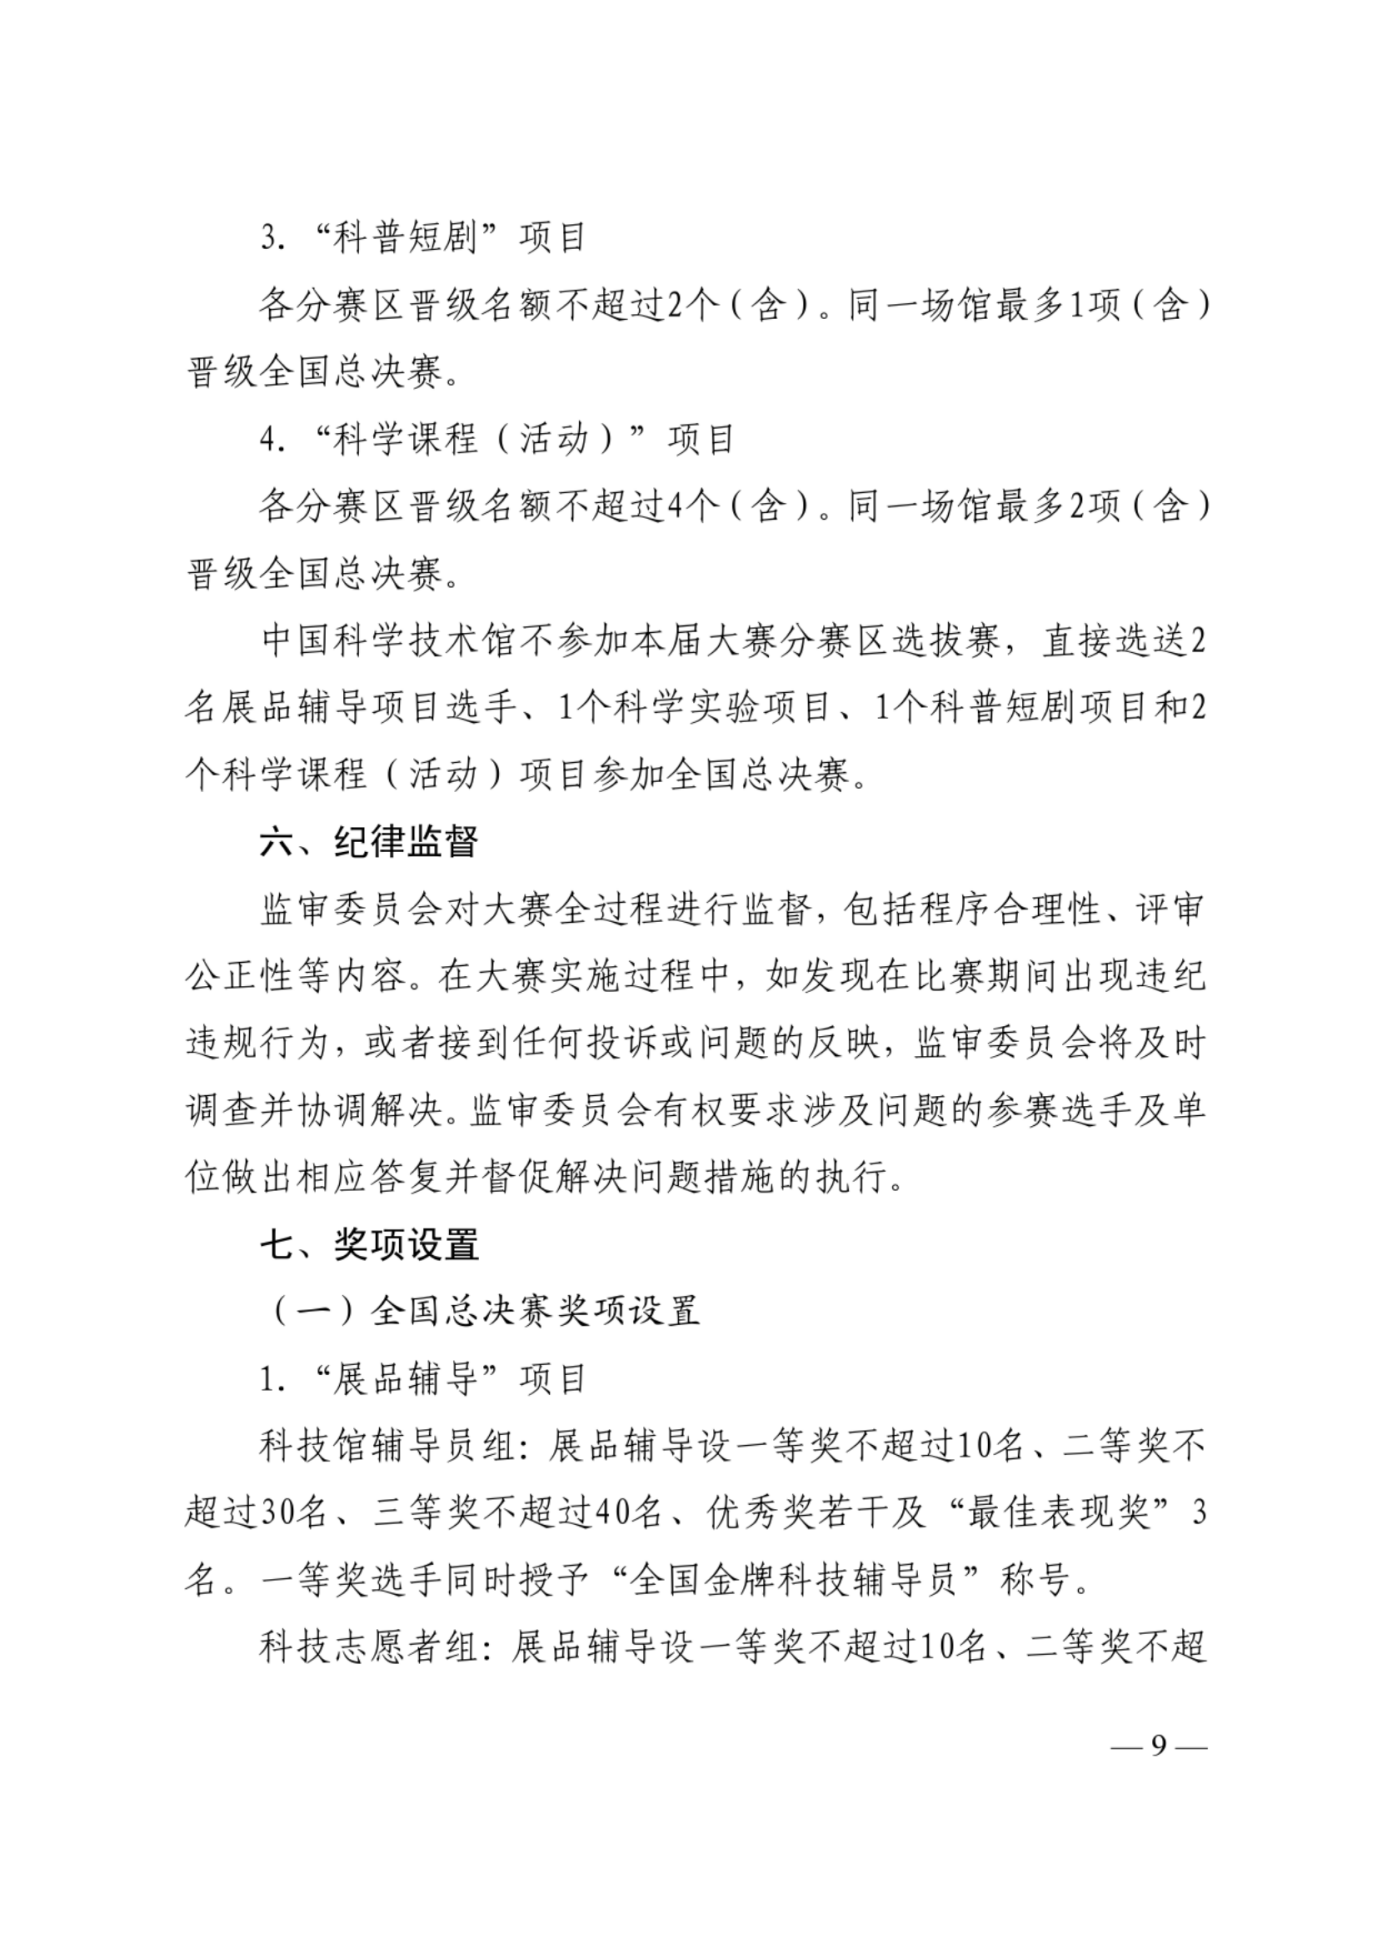 3. “科普短剧”项目
各分赛区晋级名额不超过2个（含）。同一场馆最多1项（含）
晋级全国总决赛。
4. “科学课程（活动）”项目
各分赛区晋级名额不超过4个（含）。同一场馆最多2项（含）
晋级全国总决赛。
中国科学技术馆不参加本届大赛分赛区选拔赛，直接选送2
名展品辅导项目选手、1个科学实验项目、1个科普短剧项目和2
个科学课程（活动）项目参加全国总决赛。
六、纪律监督
监审委员会对大赛全过程进行监督，包括程序合理性、评审
公正性等内容。在大赛实施过程中，如发现在比赛期间出现违纪
违规行为，或者接到任何投诉或问题的反映，监审委员会将及时
调查并协调解决。监审委员会有权要求涉及问题的参赛选手及单
位做出相应答复并督促解决问题措施的执行。
七、奖项设置
（一）全国总决赛奖项设置
1. “展品辅导”项目
科技馆辅导员组：展品辅导设一等奖不超过10名、二等奖不
超过30名、三等奖不超过40名、优秀奖若干及“最佳表现奖”3
名。一等奖选手同时授予“全国金牌科技辅导员”称号。
科技志愿者组：展品辅导设一等奖不超过10名、二等奖不超
— 9 —